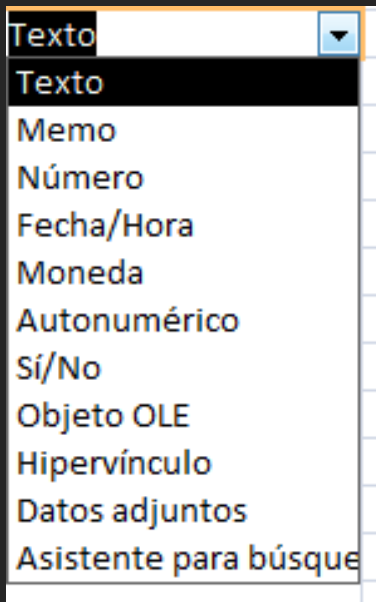 Texto
Texto
Memo
Número
Fecha/Hora
Moneda
Autonumérico
Sí/No
Objeto OLE
Hipervínculo
Datos adjuntos
Asistente para búsque